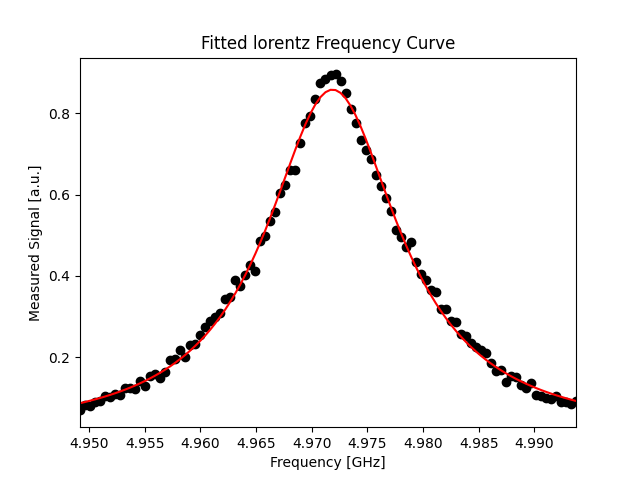 Fitted lorentz Frequency Curve
Measured Signal [a.u.]
0.8
0.6
0.4
0.2
4.950 4.955 4.960 4.965 4.970 4.975 4.980 4.985 4.990
Frequency [GHz]